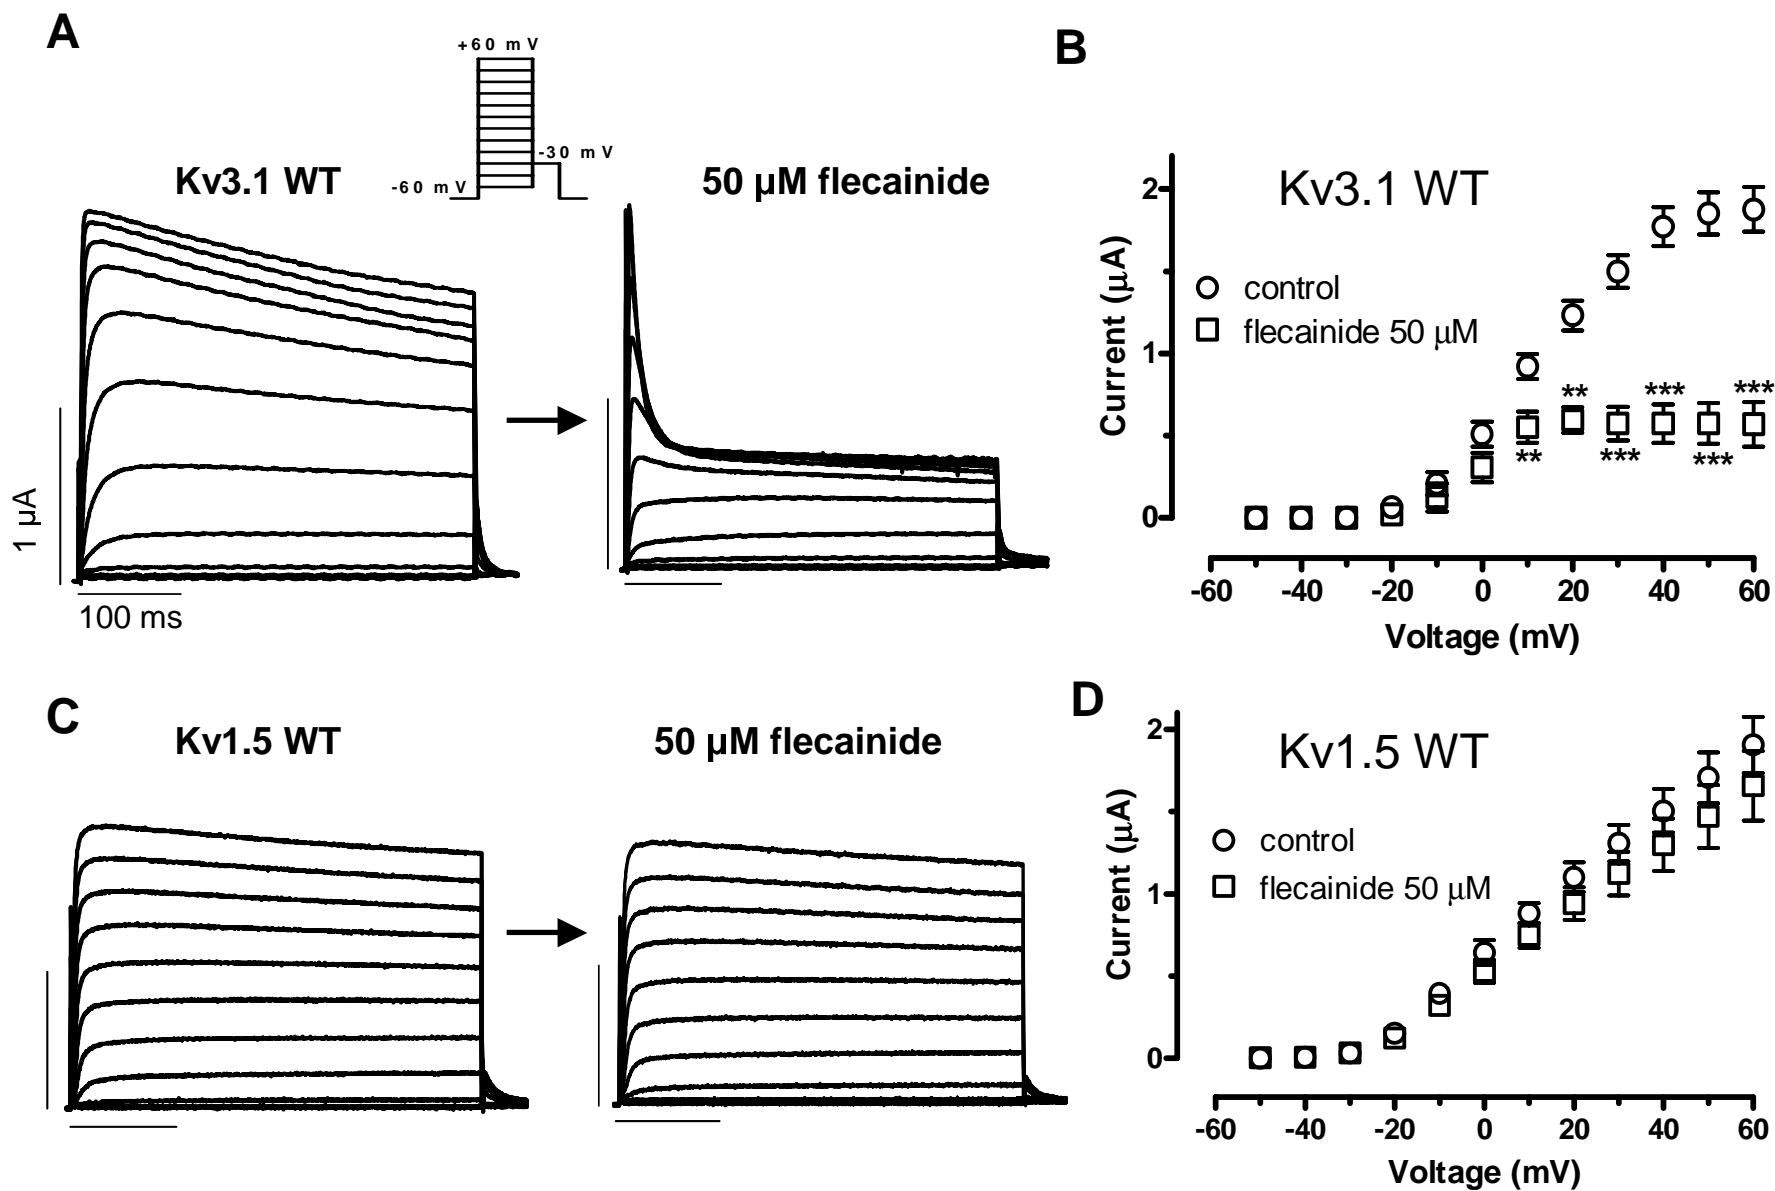 A
+60 mV
-30 mV
-60 mV
Kv3.1 WT
50 µM flecainide
1 µA
100 ms
B
Kv3.1 WT
control
flecainide 50 µM
Current (µA)
2
1
0
**
**
***
***
***
***
-60 -40 -20 0 20 40 60
Voltage (mV)
C
Kv1.5 WT
50 µM flecainide
D
Kv1.5 WT
control
flecainide 50 µM
Current (µA)
2
1
0
-60 -40 -20 0 20 40 60
Voltage (mV)